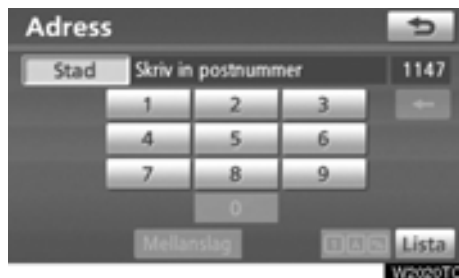 Adress
Stad Skriv in postnummer 1147
1 2 3
4 5 6
7 8 9
0
Mellanslag Lista
W2020TC